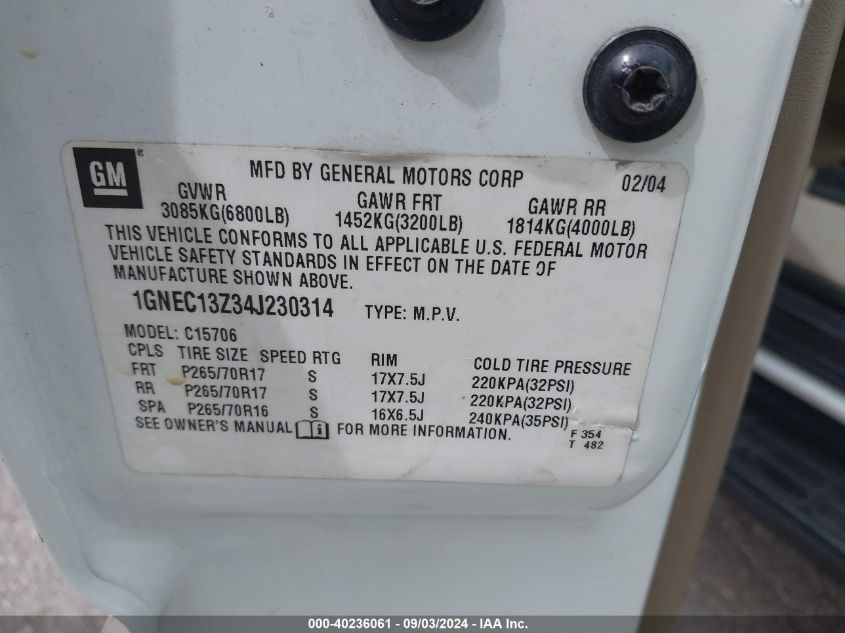 GM ® MFD BY GENERAL MOTORS CORP 02/04
GVWR GAWR FRT GAWR RR
3085KG(6800LB) 1452KG(3200LB) 1814KG(4000LB)
THIS VEHICLE CONFORMS TO ALL APPLICABLE U.S. FEDERAL MOTOR
VEHICLE SAFETY STANDARDS IN EFFECT ON THE DATE OF
MANUFACTURE SHOWN ABOVE.
1GNEC13Z34J230314 TYPE: M.P.V.
MODEL: C15706
CPLS TIRE SIZE SPEED RTG RIM COLD TIRE PRESSURE
FRT P265/70R17 S 17X7.5J 220KPA(32PSI)
RR P265/70R17 S 17X7.5J 220KPA(32PSI)
SPA P265/70R16 S 16X6.5J 240KPA(35PSI)
SEE OWNER'S MANUAL i FOR MORE INFORMATION.
F 354
T 482
000-40236061 - 09/03/2024 - IAA Inc.